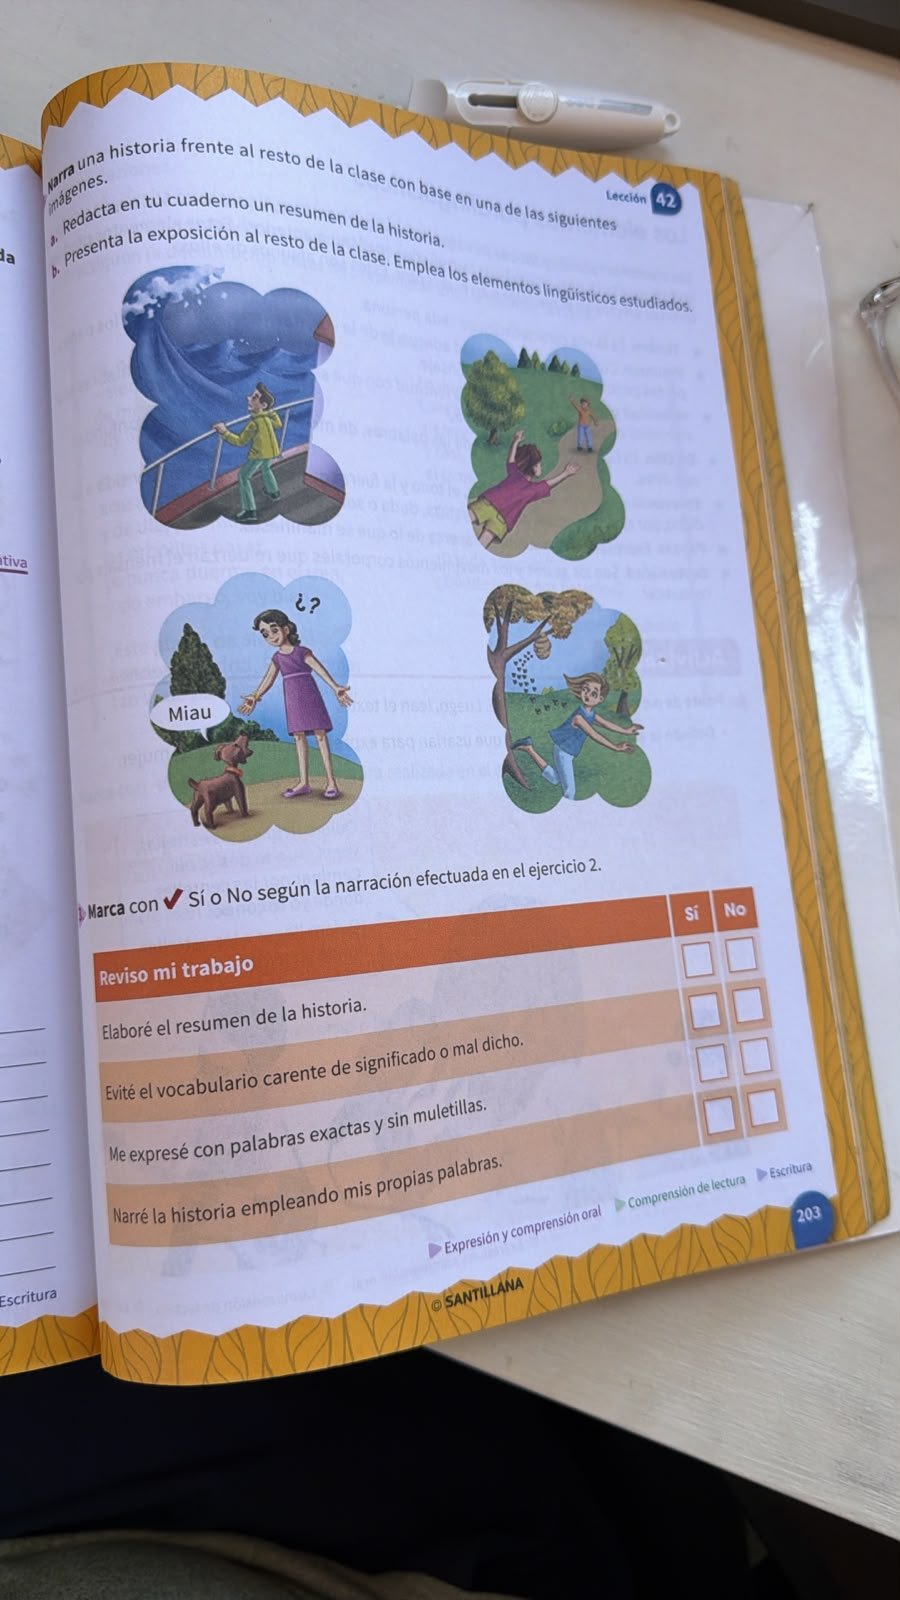 Lección 42
Narra una historia frente al resto de la clase con base en una de las siguientes
imágenes.
a. Redacta en tu cuaderno un resumen de la historia.
b. Presenta la exposición al resto de la clase. Emplea los elementos lingüísticos estudiados.
¿?
Miau
3. Marca con ✔ Sí o No según la narración efectuada en el ejercicio 2.
Reviso mi trabajo Sí No
Elaboré el resumen de la historia.
Evité el vocabulario carente de significado o mal dicho.
Me expresé con palabras exactas y sin muletillas.
Narré la historia empleando mis propias palabras.
Expresión y comprensión oral Comprensión de lectura Escritura
203
© SANTILLANA
da
tiva
Escritura